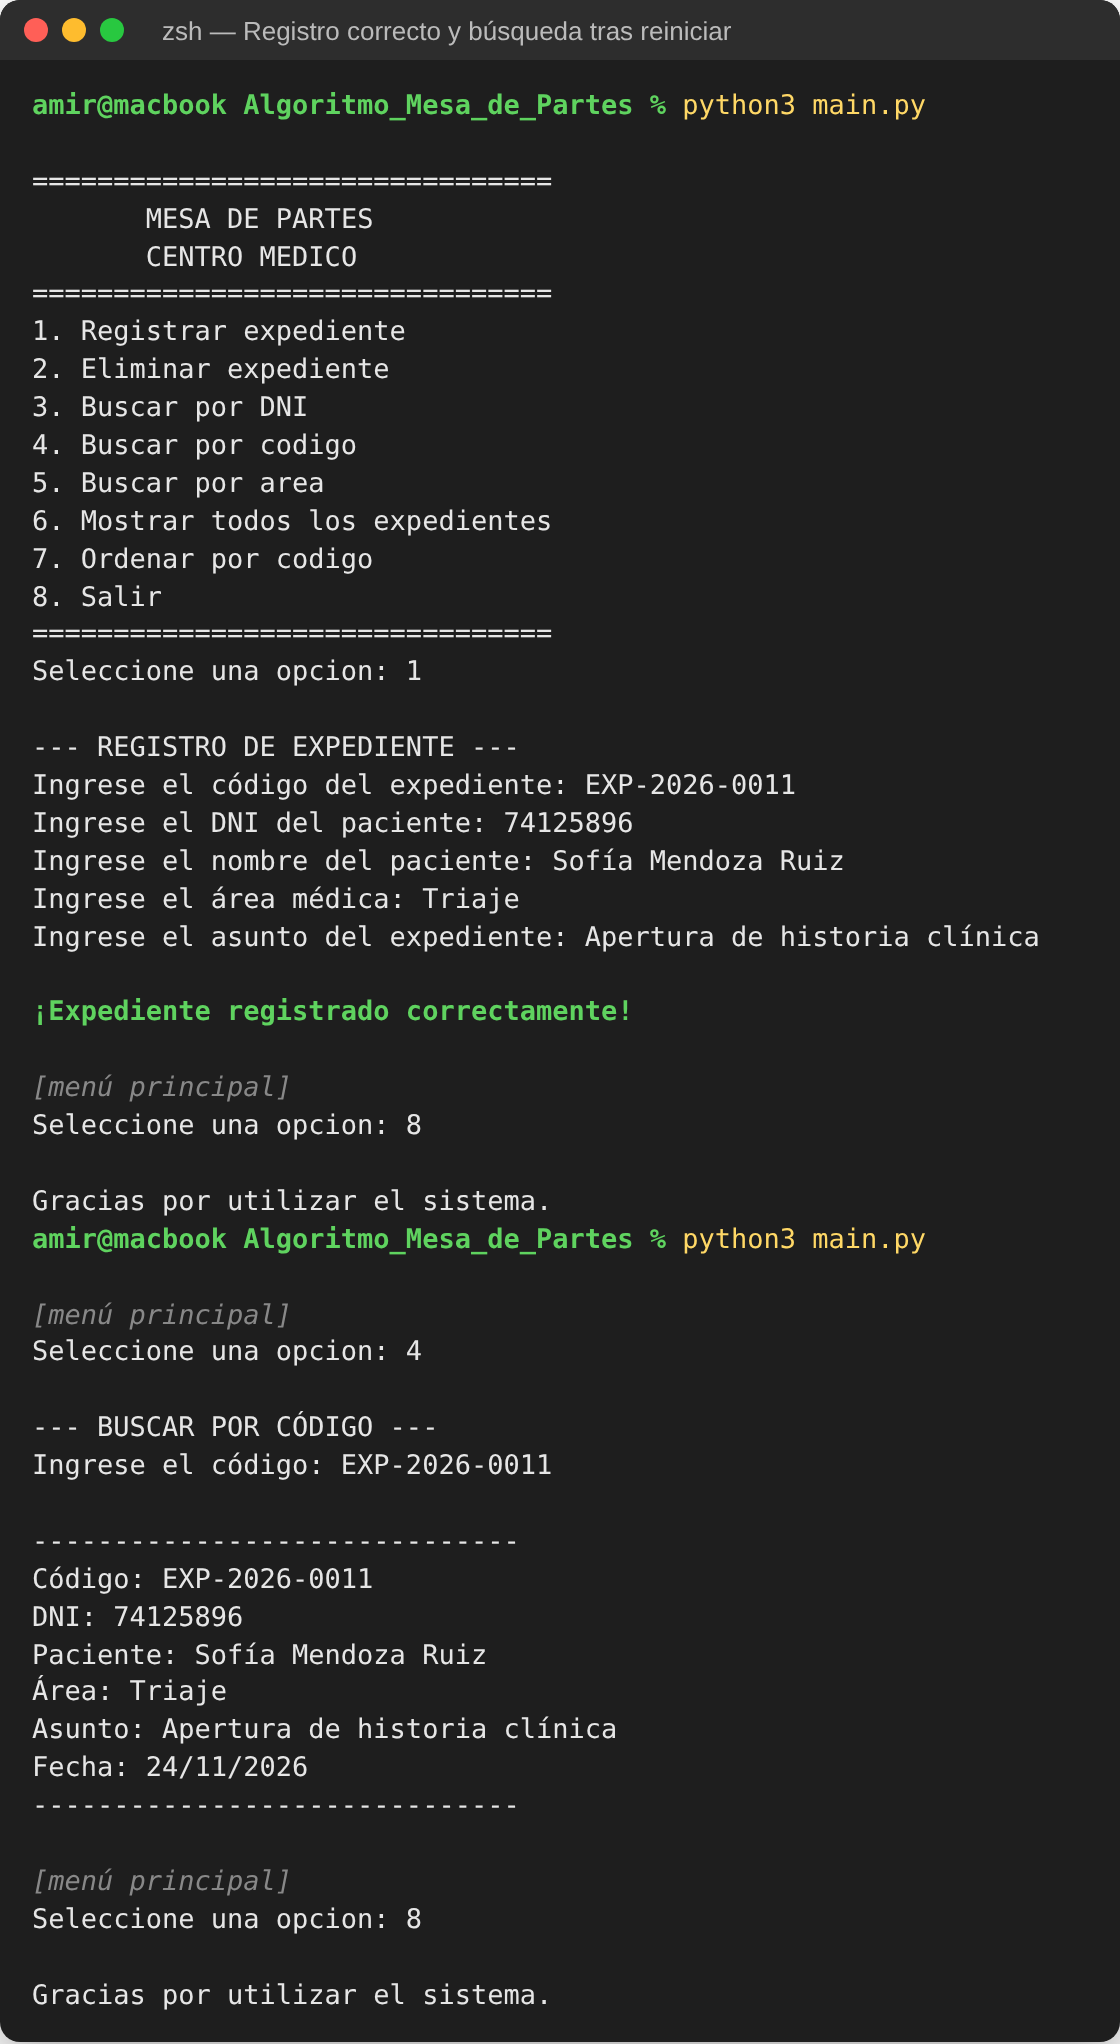 zsh — Registro correcto y búsqueda tras reiniciar
amir@macbook Algoritmo_Mesa_de_Partes % python3 main.py
================================
MESA DE PARTES
CENTRO MEDICO
================================
1. Registrar expediente
2. Eliminar expediente
3. Buscar por DNI
4. Buscar por codigo
5. Buscar por area
6. Mostrar todos los expedientes
7. Ordenar por codigo
8. Salir
================================
Seleccione una opcion: 1
--- REGISTRO DE EXPEDIENTE ---
Ingrese el código del expediente: EXP-2026-0011
Ingrese el DNI del paciente: 74125896
Ingrese el nombre del paciente: Sofía Mendoza Ruiz
Ingrese el área médica: Triaje
Ingrese el asunto del expediente: Apertura de historia clínica
¡Expediente registrado correctamente!
[menú principal]
Seleccione una opcion: 8
Gracias por utilizar el sistema.
amir@macbook Algoritmo_Mesa_de_Partes % python3 main.py
[menú principal]
Seleccione una opcion: 4
--- BUSCAR POR CÓDIGO ---
Ingrese el código: EXP-2026-0011
------------------------------
Código: EXP-2026-0011
DNI: 74125896
Paciente: Sofía Mendoza Ruiz
Área: Triaje
Asunto: Apertura de historia clínica
Fecha: 24/11/2026
------------------------------
[menú principal]
Seleccione una opcion: 8
Gracias por utilizar el sistema.